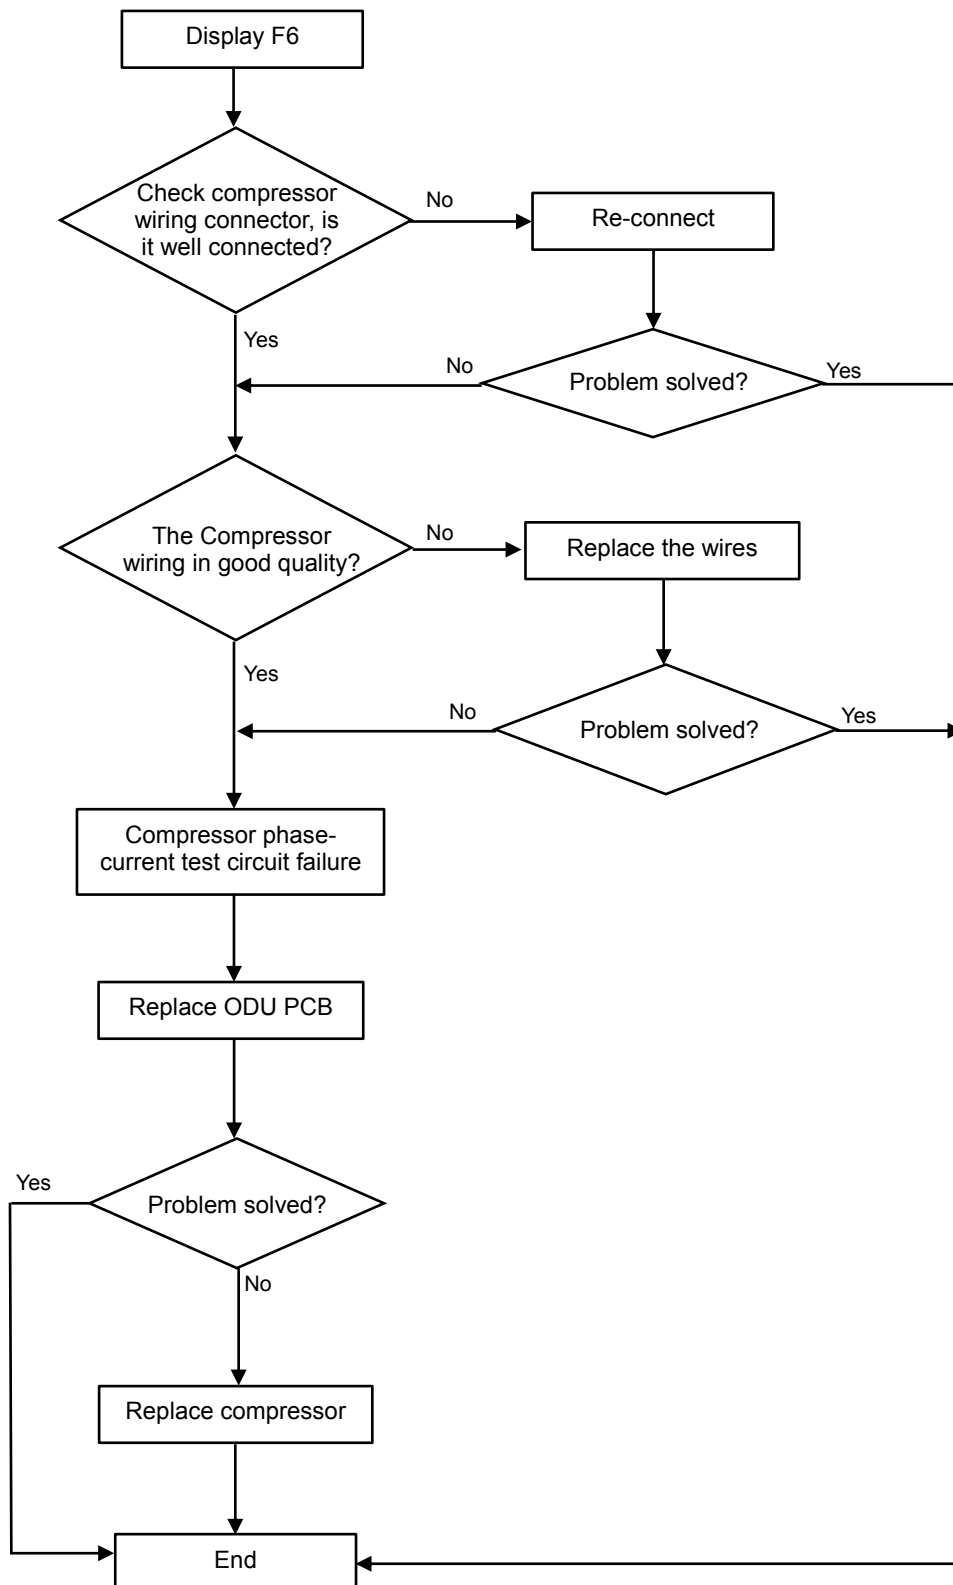 Display F6
Check compressor
wiring connector, is
it well connected?
No
Re-connect
Yes
No
Problem solved?
Yes
The Compressor
wiring in good quality?
No
Replace the wires
Yes
No
Problem solved?
Yes
Compressor phase-
current test circuit failure
Replace ODU PCB
Yes
Problem solved?
No
Replace compressor
End